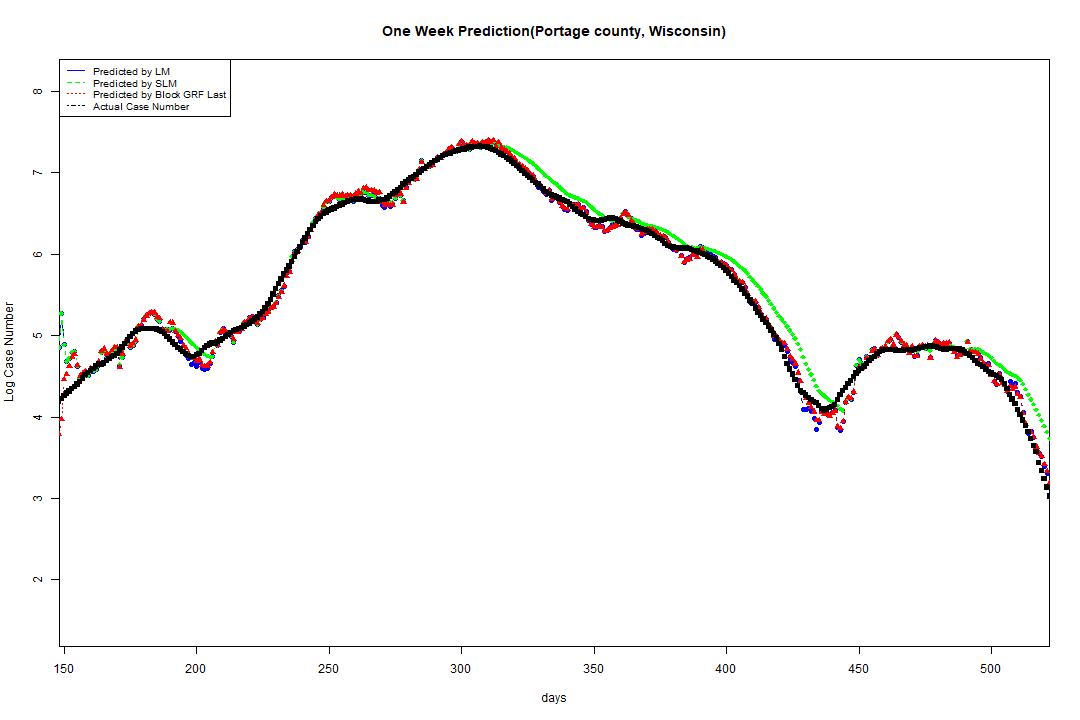 One Week Prediction(Portage county, Wisconsin)
Predicted by LM
Predicted by SLM
Predicted by Block GRF Last
Actual Case Number
8
7
6
5
4
3
2
Log Case Number
150 200 250 300 350 400 450 500
days